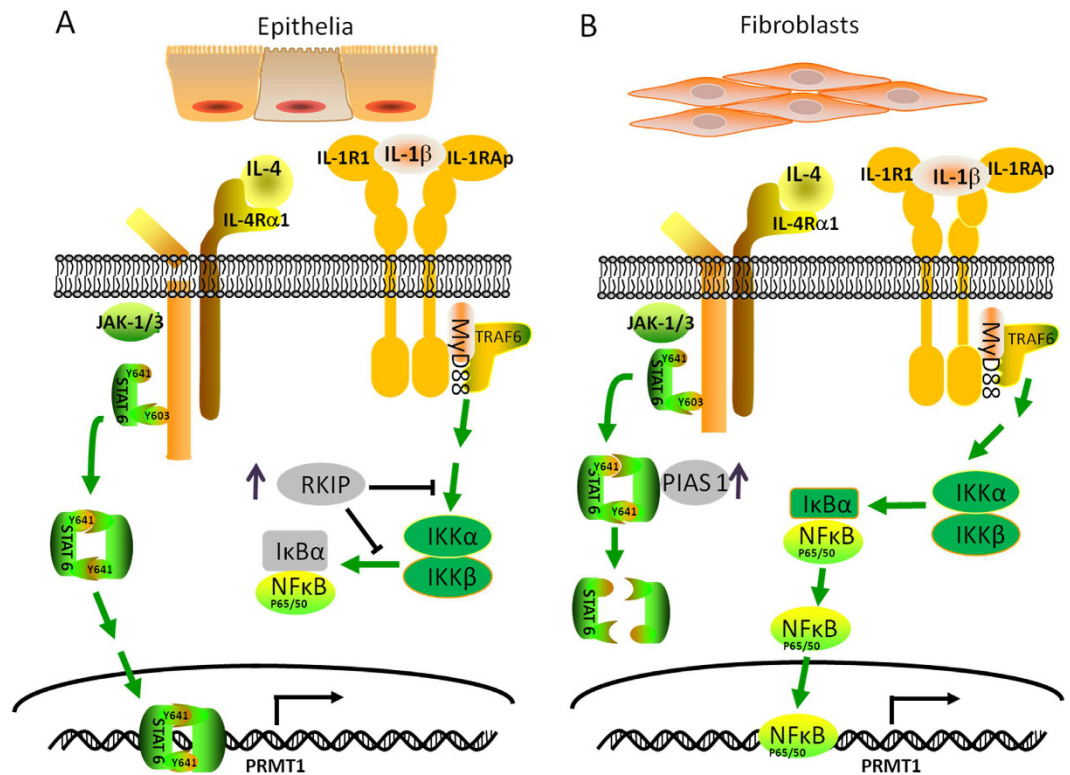 A
Epithelia
IL-1R1
IL-1β
IL-1RAp
IL-4
IL-4Rα1
JAK-1/3
MyD88
TRAF6
STAT 6
Y641
Y603
RKIP
IκBα
NFκB
P65/50
IKKα
IKKβ
STAT 6
Y641
Y641
STAT 6
Y641
Y641
PRMT1
B
Fibroblasts
IL-1R1
IL-1β
IL-1RAp
IL-4
IL-4Rα1
JAK-1/3
MyD88
TRAF6
STAT 6
Y641
Y603
STAT 6
Y641
Y641
PIAS 1
IκBα
NFκB
P65/50
IKKα
IKKβ
STAT 6
NFκB
P65/50
NFκB
P65/50
PRMT1